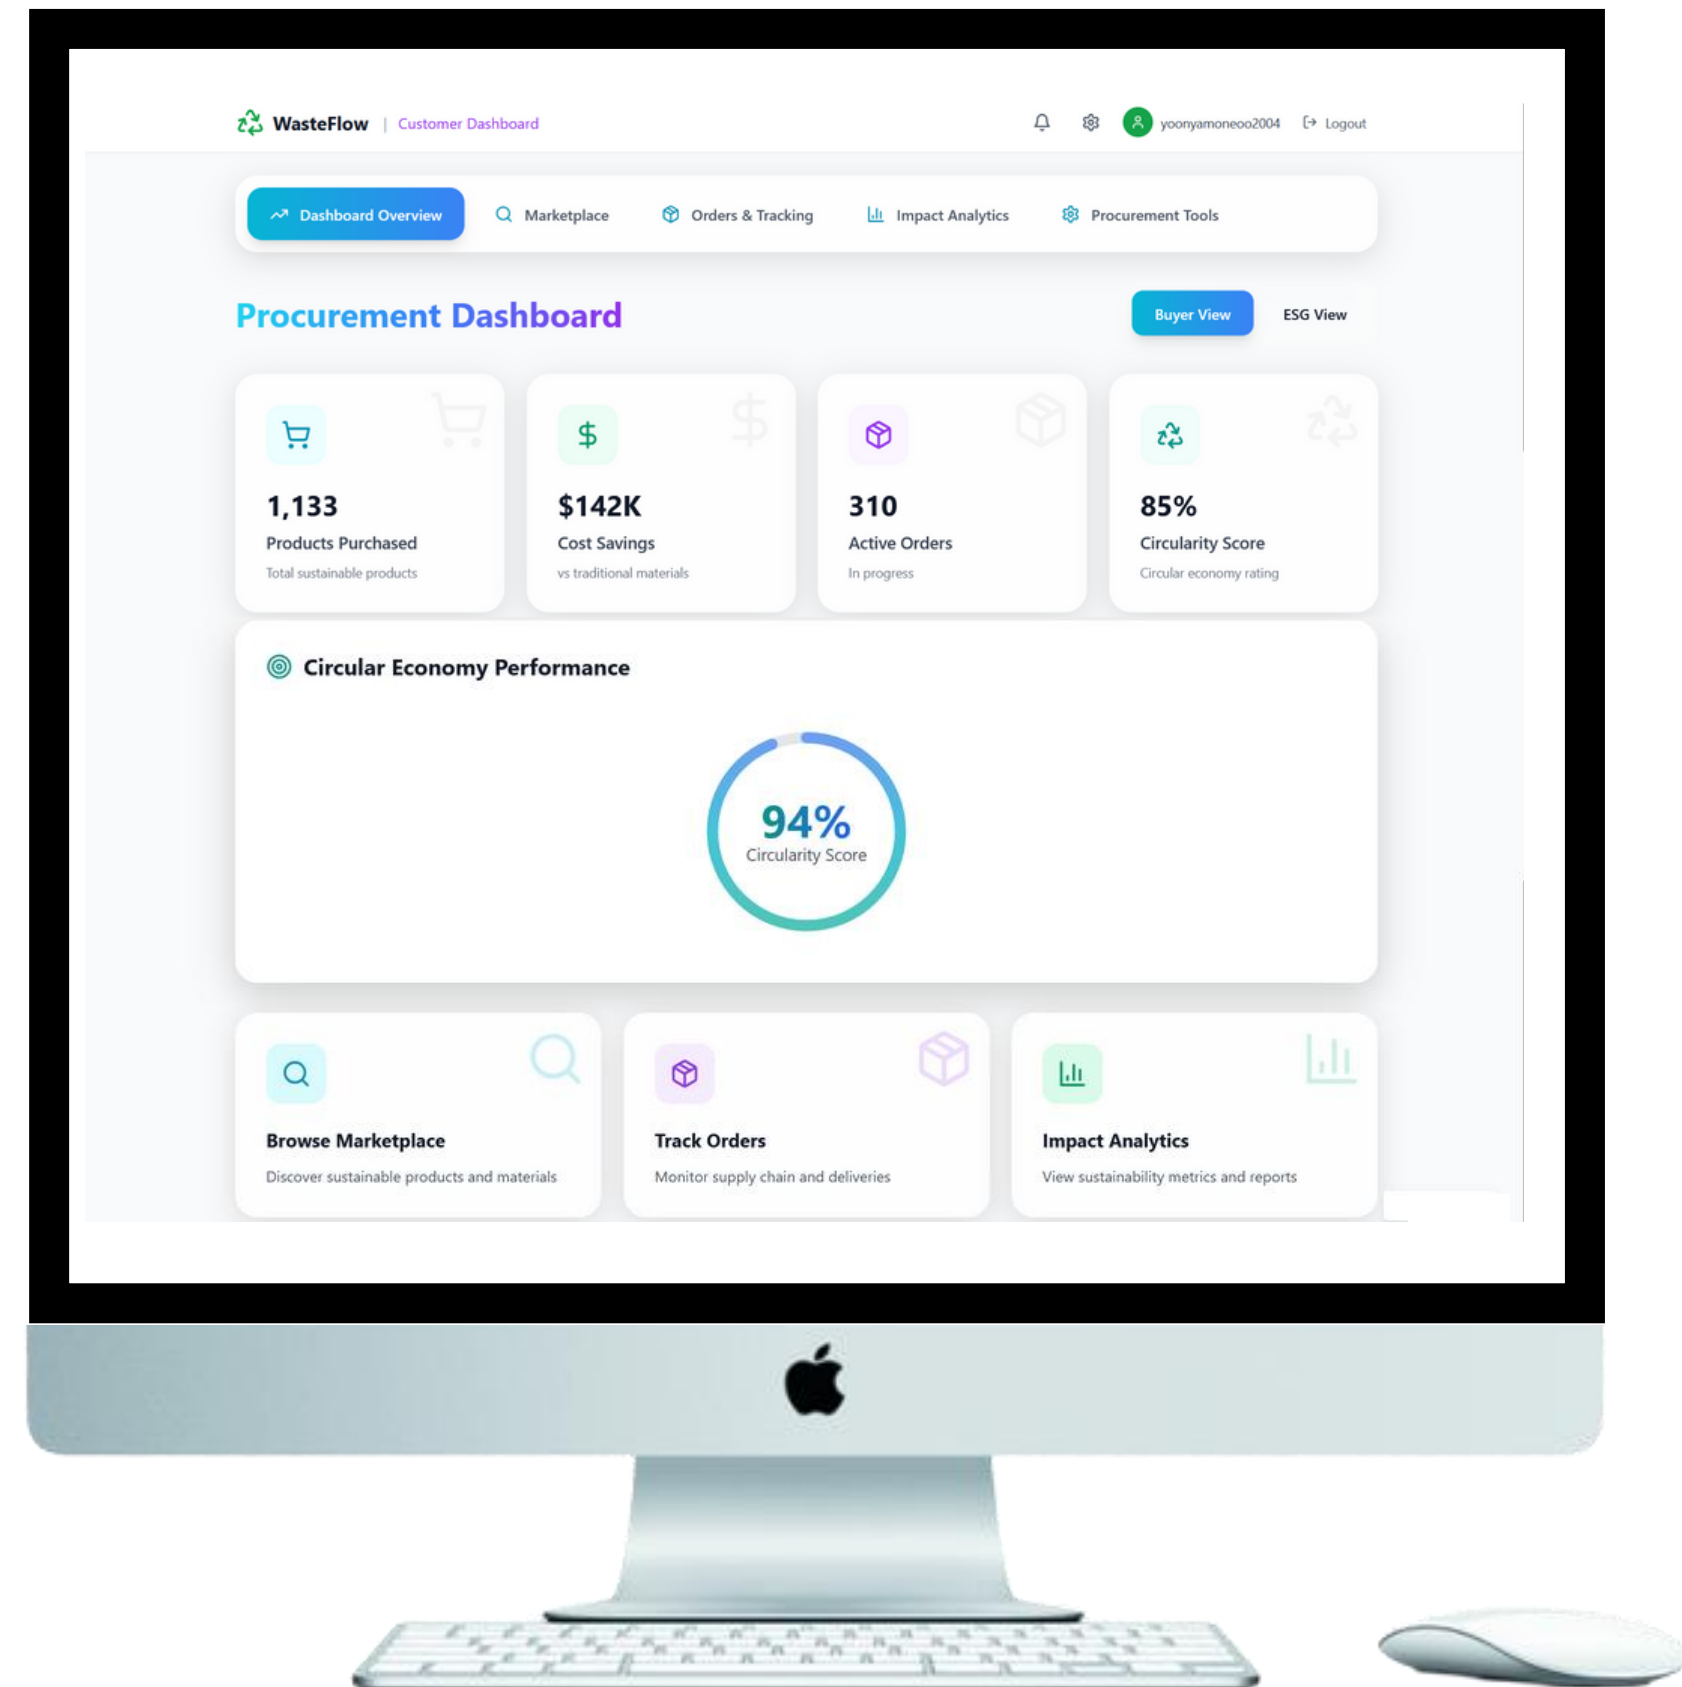 WasteFlow | Customer Dashboard
yoonyamoneoo2004
Logout
Dashboard Overview
Marketplace
Orders & Tracking
Impact Analytics
Procurement Tools
Procurement Dashboard
Buyer View
ESG View
1,133
Products Purchased
Total sustainable products
$142K
Cost Savings
vs traditional materials
310
Active Orders
In progress
85%
Circularity Score
Circular economy rating
Circular Economy Performance
94%
Circularity Score
Browse Marketplace
Discover sustainable products and materials
Track Orders
Monitor supply chain and deliveries
Impact Analytics
View sustainability metrics and reports